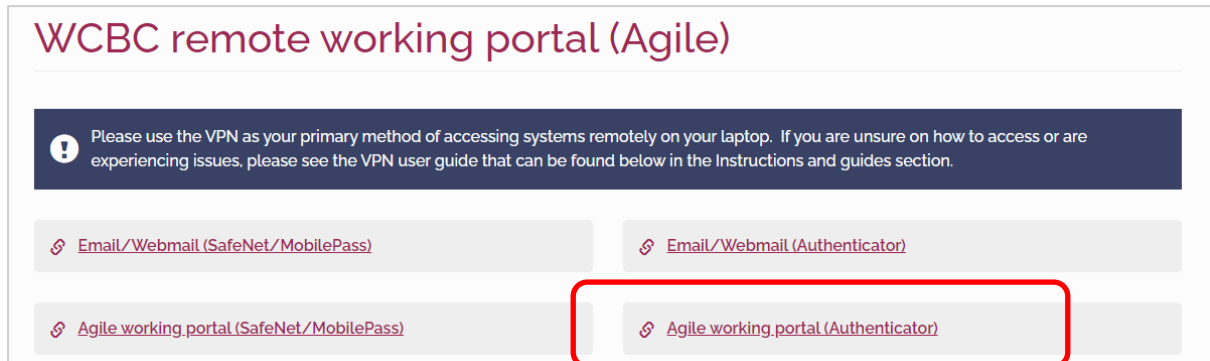 WCBC remote working portal (Agile)
Please use the VPN as your primary method of accessing systems remotely on your laptop. If you are unsure on how to access or are
experiencing issues, please see the VPN user guide that can be found below in the Instructions and guides section.
Email/Webmail (SafeNet/MobilePass)
Email/Webmail (Authenticator)
Agile working portal (SafeNet/MobilePass)
Agile working portal (Authenticator)